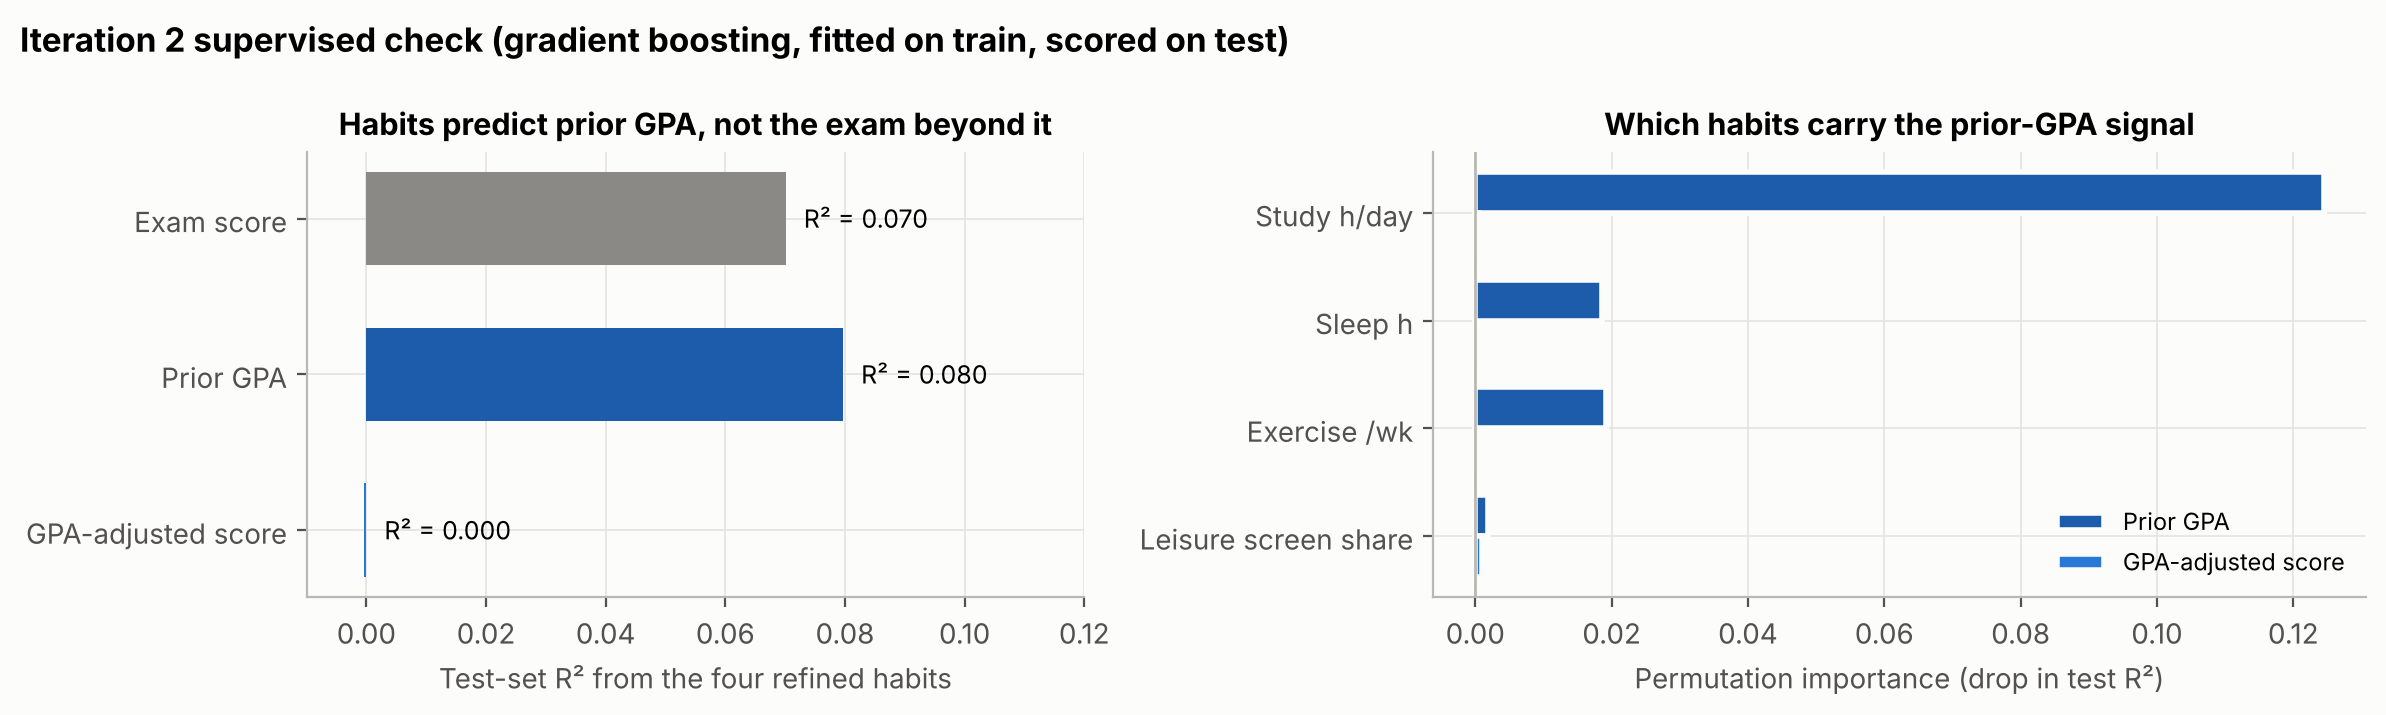 Iteration 2 supervised check (gradient boosting, fitted on train, scored on test)
Habits predict prior GPA, not the exam beyond it
Exam score
R² = 0.070
Prior GPA
R² = 0.080
GPA-adjusted score
R² = 0.000
0.00 0.02 0.04 0.06 0.08 0.10 0.12
Test-set R² from the four refined habits
Which habits carry the prior-GPA signal
Study h/day
Sleep h
Exercise /wk
Leisure screen share
Prior GPA
GPA-adjusted score
0.00 0.02 0.04 0.06 0.08 0.10 0.12
Permutation importance (drop in test R²)